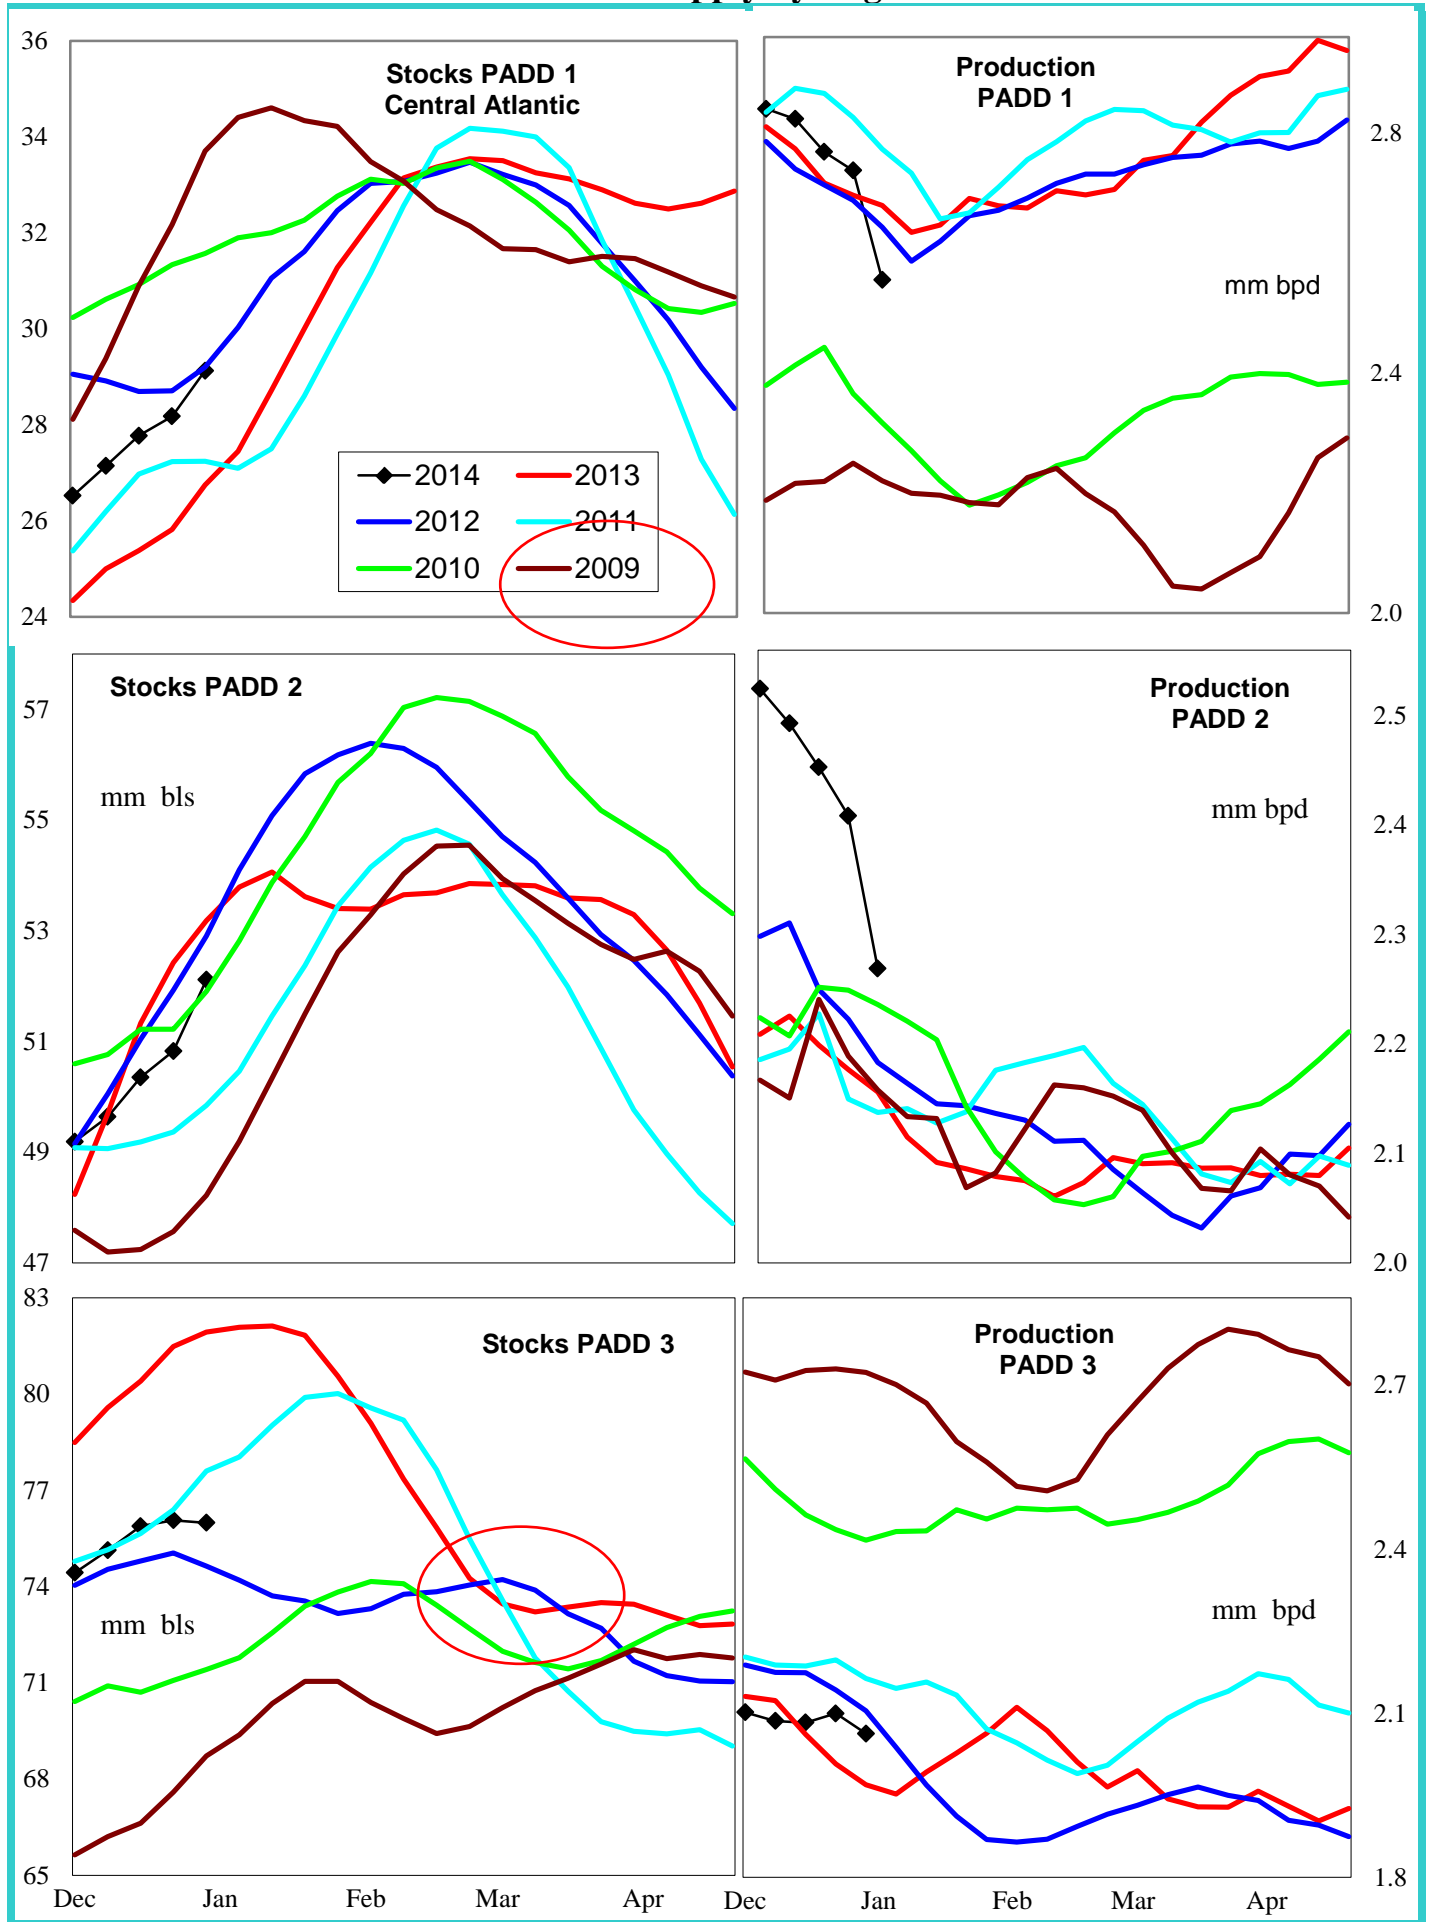 36
34
32
30
28
26
24
Stocks PADD 1
Central Atlantic
2014
2013
2012
2011
2010
2009
Production
PADD 1
mm bpd
2.8
2.4
2.0
57
55
53
51
49
47
Stocks PADD 2
mm bls
Production
PADD 2
mm bpd
2.5
2.4
2.3
2.2
2.1
2.0
83
80
77
74
71
68
65
Stocks PADD 3
mm bls
Dec Jan Feb Mar Apr
Production
PADD 3
mm bpd
2.7
2.4
2.1
1.8
Dec Jan Feb Mar Apr